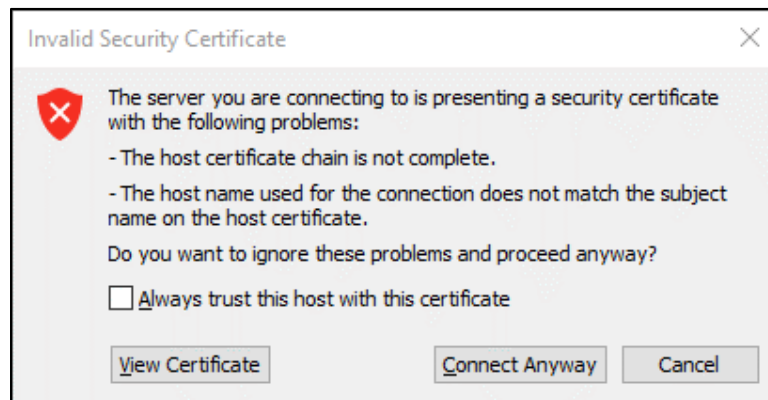 Invalid Security Certificate
The server you are connecting to is presenting a security certificate
with the following problems:
- The host certificate chain is not complete.
- The host name used for the connection does not match the subject
name on the host certificate.
Do you want to ignore these problems and proceed anyway?
Always trust this host with this certificate
View Certificate
Connect Anyway
Cancel